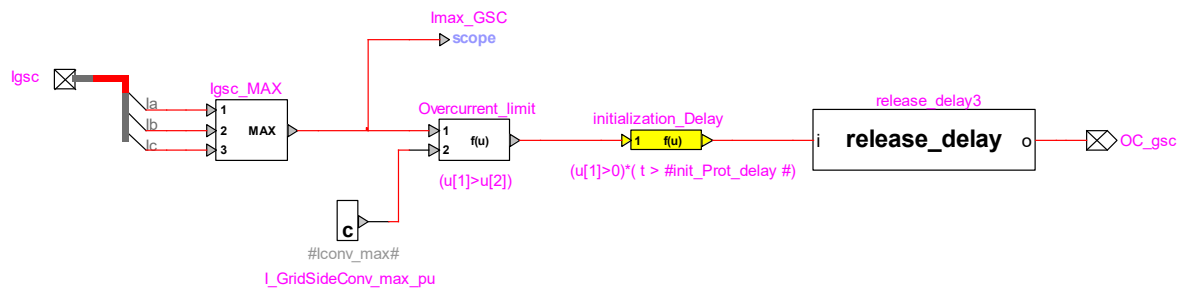 Imax_GSC
scope
Igsc
Igsc_MAX
Ia
Ib
Ic
1
2
3
MAX
Overcurrent_limit
1
2
f(u)
(u[1]>u[2])
initialization_Delay
1
f(u)
(u[1]>0)*( t > #init_Prot_delay #)
release_delay3
i
release_delay
o
OC_gsc
c
#Iconv_max#
I_GridSideConv_max_pu